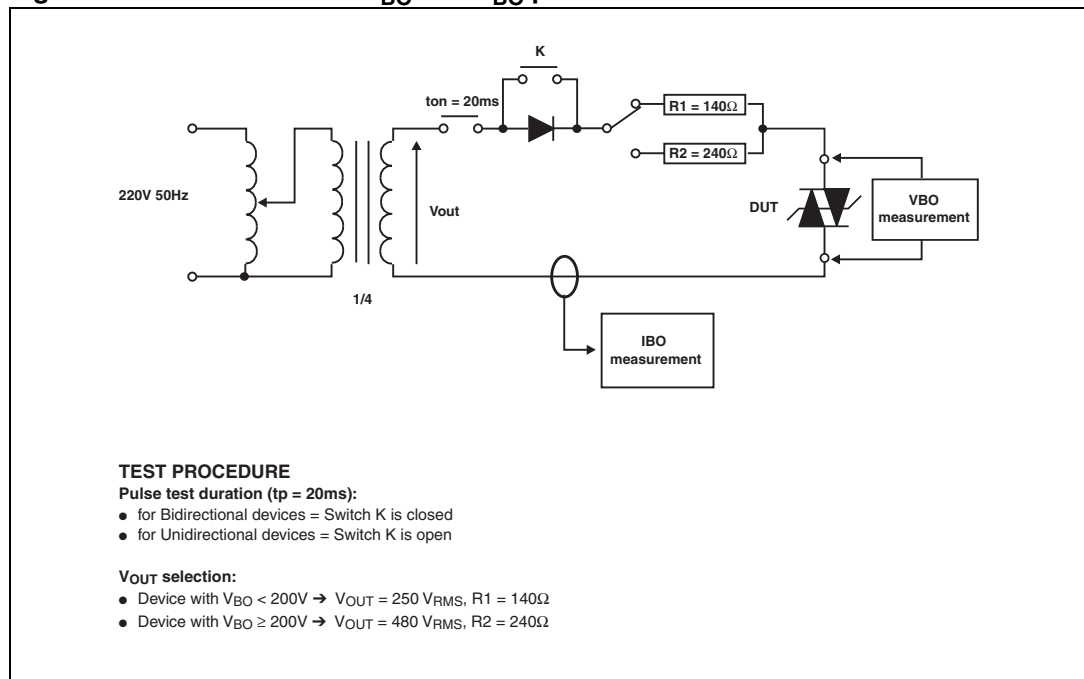 BO BO
K
ton = 20ms
R1 = 140Ω
R2 = 240Ω
220V 50Hz
Vout
DUT
VBO
measurement
1/4
IBO
measurement
TEST PROCEDURE
Pulse test duration (tp = 20ms):
● for Bidirectional devices = Switch K is closed
● for Unidirectional devices = Switch K is open
VOUT selection:
● Device with VBO < 200V ➔ VOUT = 250 VRMS, R1 = 140Ω
● Device with VBO ≥ 200V ➔ VOUT = 480 VRMS, R2 = 240Ω